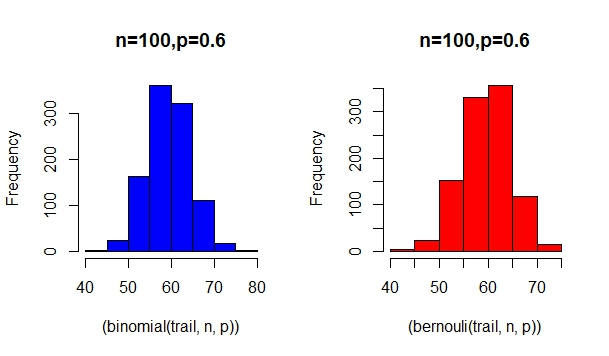 n=100,p=0.6
Frequency
0 100 200 300
40 50 60 70 80
(binomial(trail, n, p))
n=100,p=0.6
Frequency
0 100 200 300
40 50 60 70
(bernouli(trail, n, p))